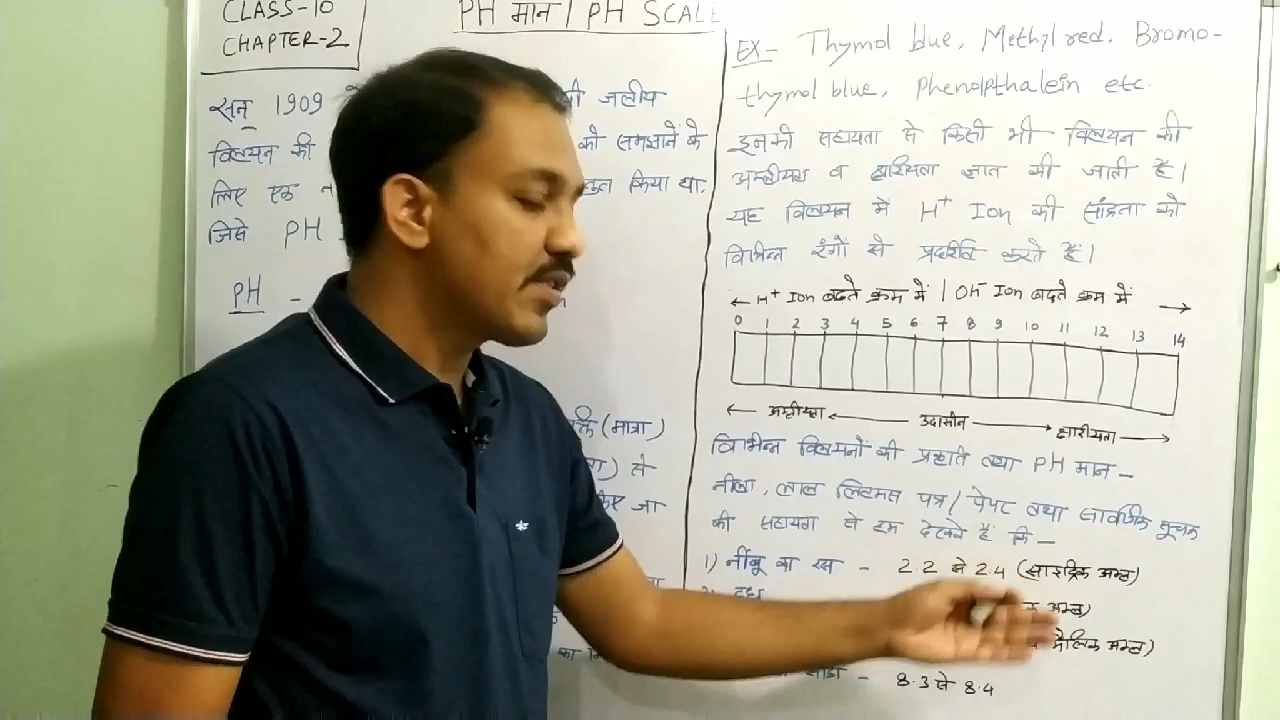 CLASS-10
CHAPTER-2
PH मान / PH SCALE
सन् 1909
जलीय
विलयन की
को समझाने के
लिए एक
किया था.
जिसे PH
PH -
(मात्रा)
से
जा
EX- Thymol blue, Methyl red, Bromo-
thymol blue, Phenolpthalein etc.
इनकी सहायता से किसी भी विलयन की
अम्लीयता व क्षारीयता ज्ञात की जाती है।
यह विलयन में H⁺ Ion की सांद्रता को
विभिन्न रंगों से प्रदर्शित करते हैं।
← H⁺ Ion बढ़ते क्रम में | OH⁻ Ion बढ़ते क्रम में →
0 1 2 3 4 5 6 7 8 9 10 11 12 13 14
← अम्लीयता ← उदासीन → क्षारीयता →
विभिन्न विलयनों की प्रकृति तथा PH मान -
नीला, लाल लिटमस पत्र / पेपर तथा सार्वत्रिक सूचक
की सहायता से हम देखते हैं कि -
1) नींबू का रस - 2.2 से 2.4 (साइट्रिक अम्ल)
अम्ल)
मैलिक अम्ल)
सोडा - 8.3 से 8.4